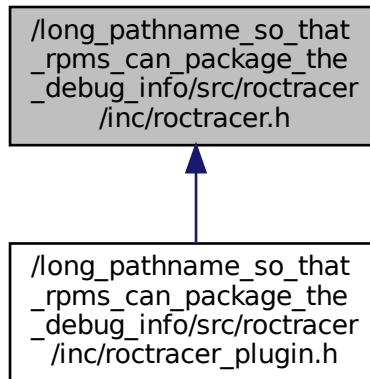 /long_pathname_so_that
_rpms_can_package_the
_debug_info/src/roctracer
/inc/roctracer.h
/long_pathname_so_that
_rpms_can_package_the
_debug_info/src/roctracer
/inc/roctracer_plugin.h